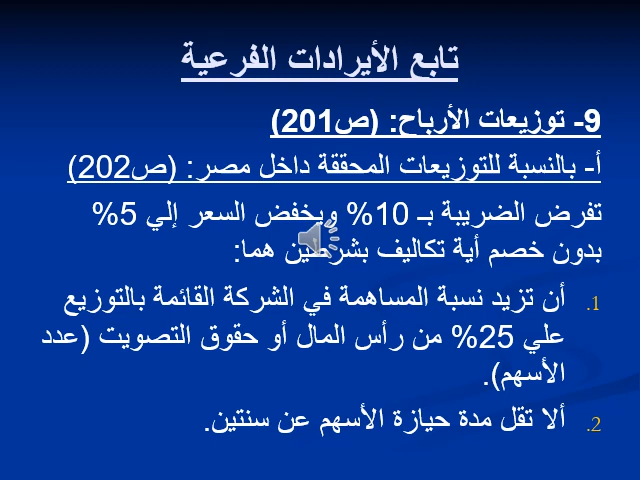 تابع الأيرادات الفرعية
9- توزيعات الأرباح: (ص201)
أ- بالنسبة للتوزيعات المحققة داخل مصر: (ص202)
تفرض الضريبة بـ 10% ويخفض السعر إلي 5%
بدون خصم أية تكاليف بشرطين هما:
1. أن تزيد نسبة المساهمة في الشركة القائمة بالتوزيع
علي 25% من رأس المال أو حقوق التصويت (عدد
الأسهم).
2. ألا تقل مدة حيازة الأسهم عن سنتين.